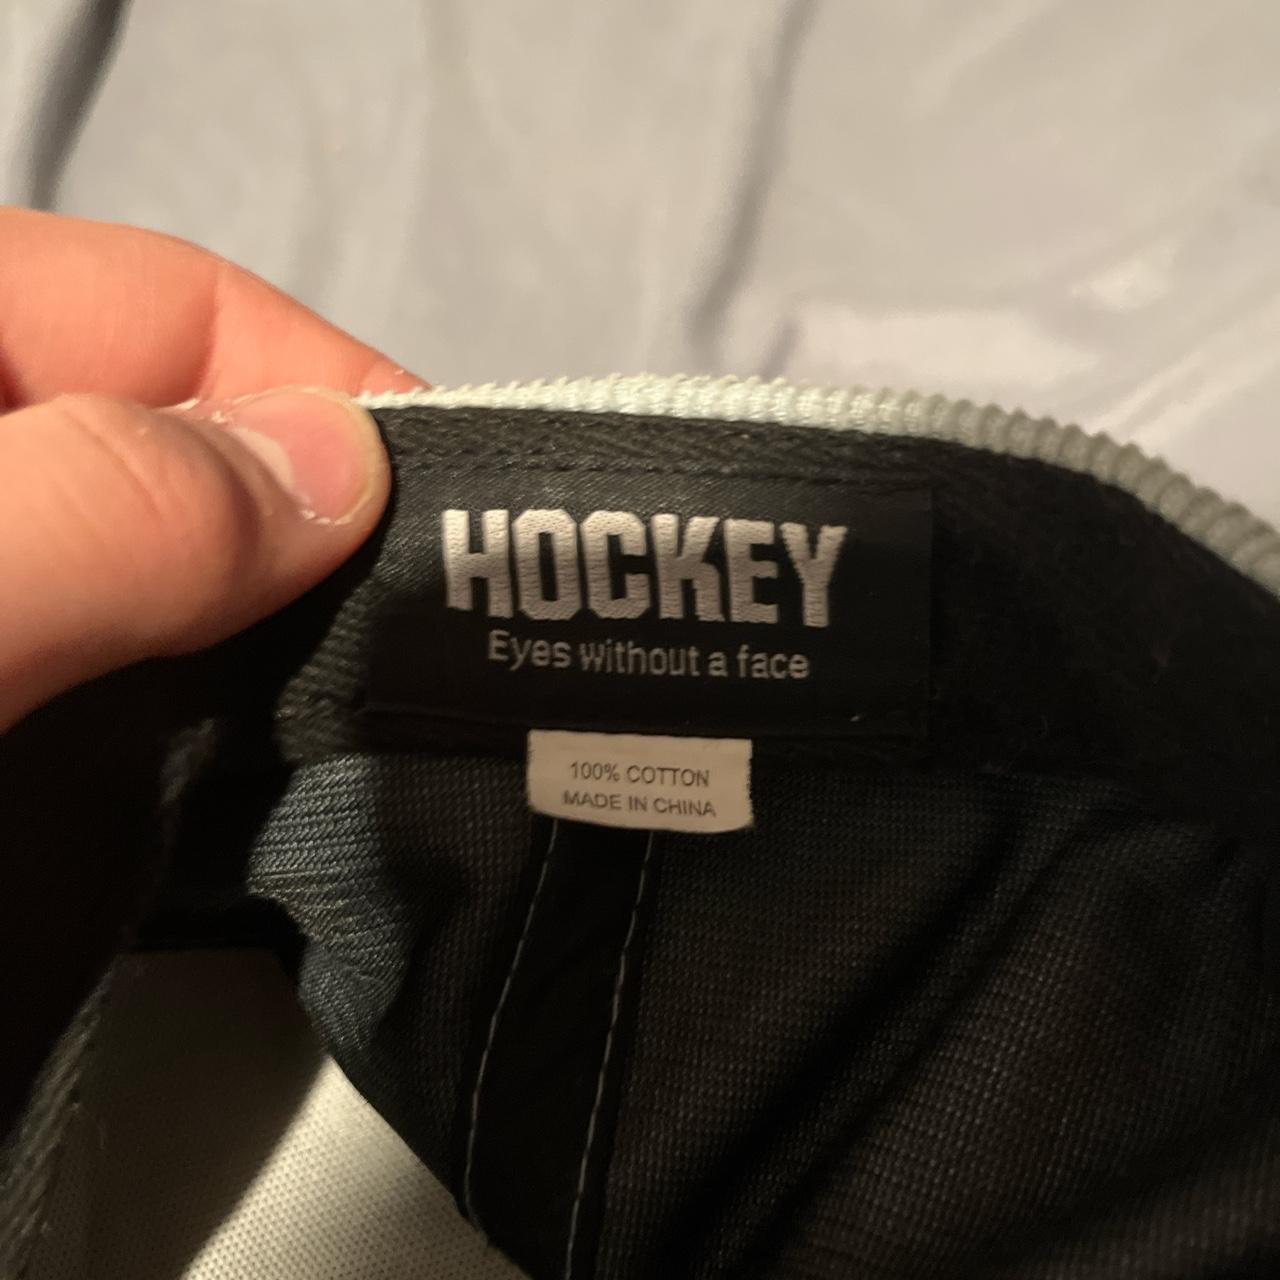 HOCKEY
Eyes without a face
100% COTTON
MADE IN CHINA